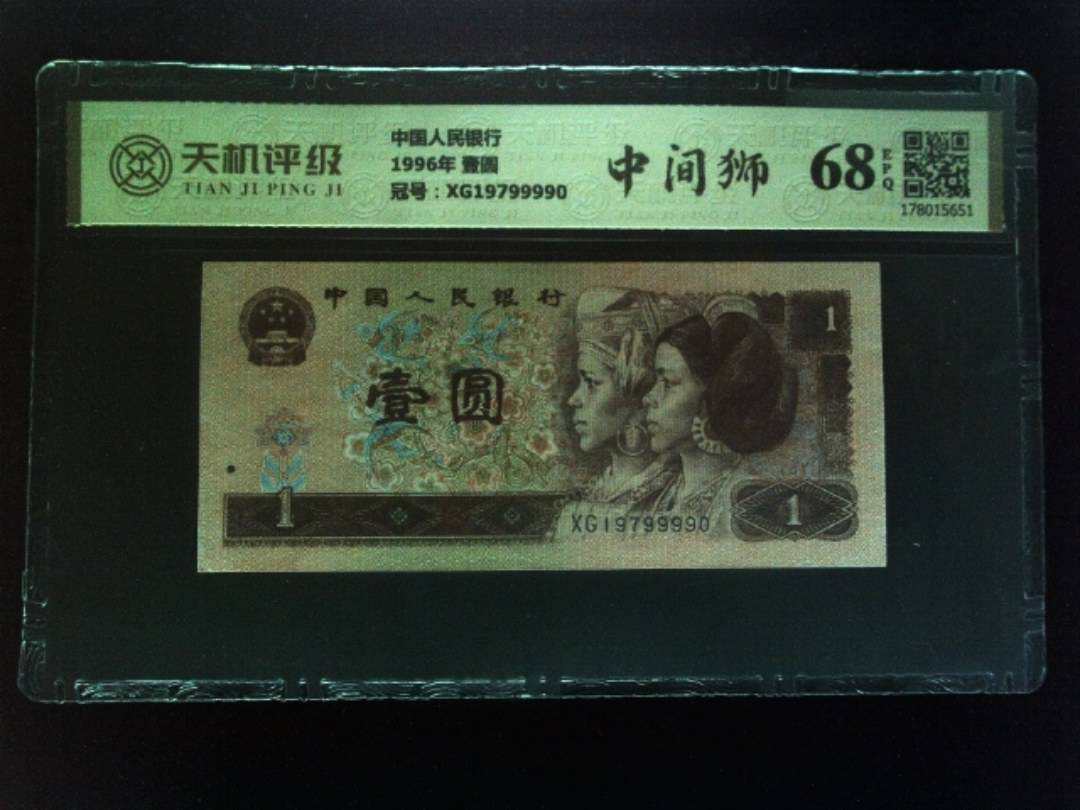 天机评级
TIAN JI PING JI
中国人民银行
1996年 壹圆
冠号：XG19799990
中间狮
68
EPQ
178015651
中国人民银行
1
壹圆
1
XG19799990
1